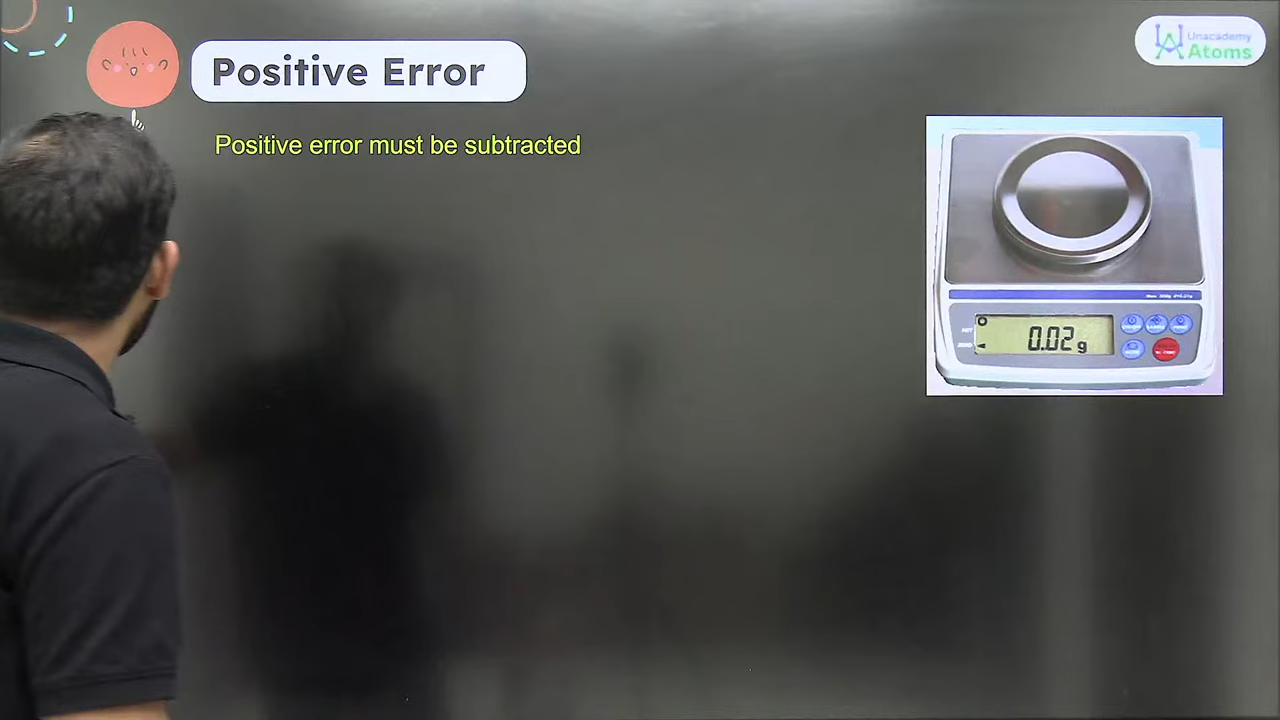 Positive Error
Unacademy
Atoms
Positive error must be subtracted
0.02 g